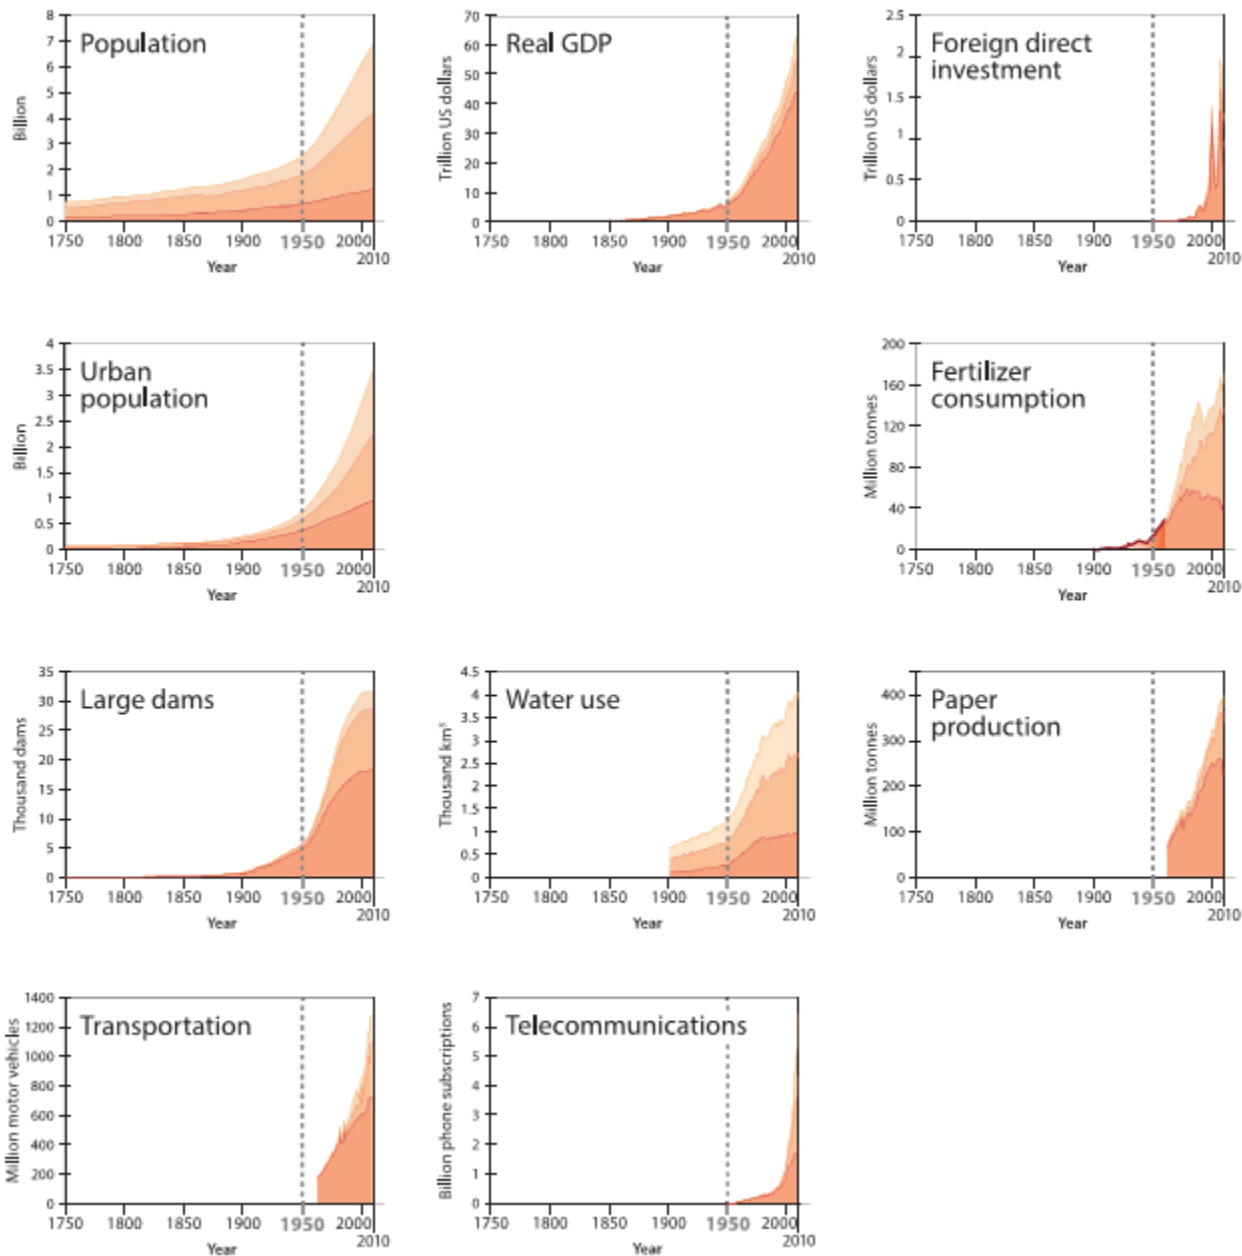 Population
Billion
8
7
6
5
4
3
2
1
0
1750 1800 1850 1900 1950 2000
2010
Year
Real GDP
Trillion US dollars
70
60
50
40
30
20
10
0
1750 1800 1850 1900 1950 2000
2010
Year
Foreign direct
investment
Trillion US dollars
2.5
2
1.5
1
0.5
0
1750 1800 1850 1900 1950 2000
2010
Year
Urban
population
Billion
4
3.5
3
2.5
2
1.5
1
0.5
0
1750 1800 1850 1900 1950 2000
2010
Year
Fertilizer
consumption
Million tonnes
200
160
120
80
40
0
1750 1800 1850 1900 1950 2000
2010
Year
Large dams
Thousand dams
35
30
25
20
15
10
5
0
1750 1800 1850 1900 1950 2000
2010
Year
Water use
Thousand
4.5
4
3.5
3
2.5
2
1.5
1
0.5
0
1750 1800 1850 1900 1950 2000
2010
Year
Paper
production
Million tonnes
400
300
200
100
0
1750 1800 1850 1900 1950 2000
2010
Year
Transportation
Million motor vehicles
1400
1200
1000
800
600
400
200
0
1750 1800 1850 1900 1950 2000
2010
Year
Telecommunications
Billion phone subscriptions
7
6
5
4
3
2
1
0
1750 1800 1850 1900 1950 2000
2010
Year